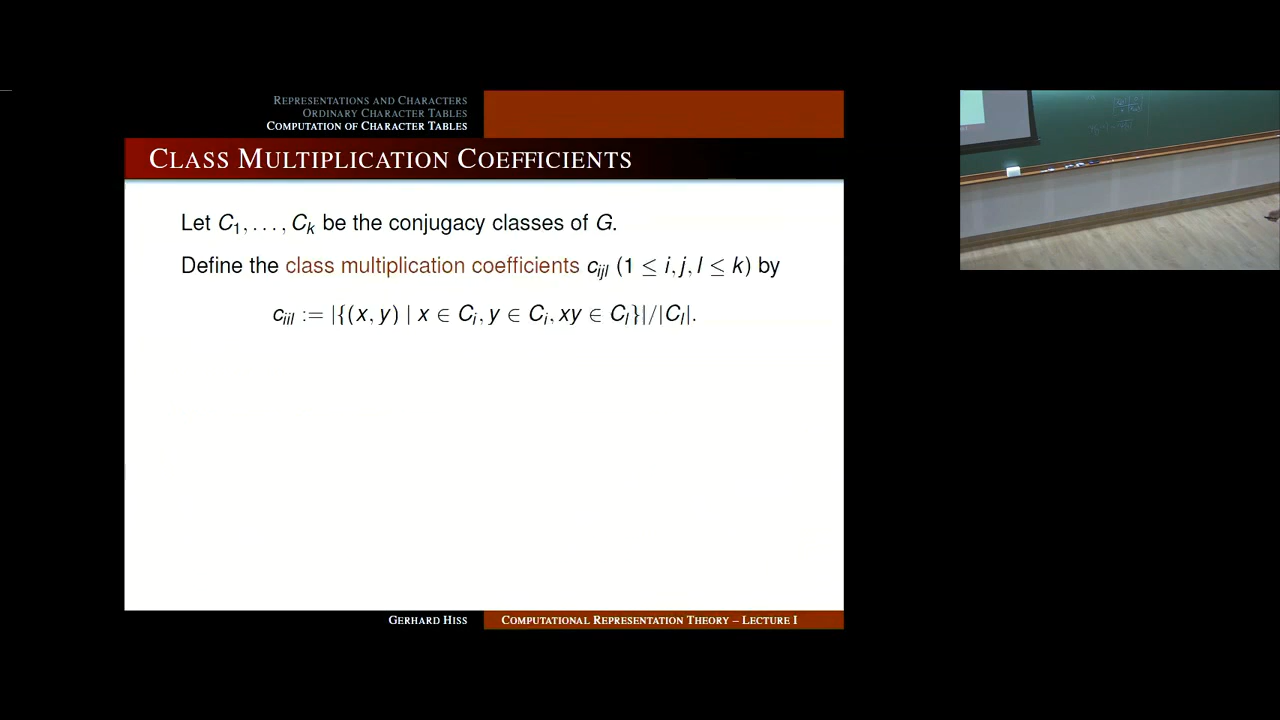 REPRESENTATIONS AND CHARACTERS
ORDINARY CHARACTER TABLES
COMPUTATION OF CHARACTER TABLES
CLASS MULTIPLICATION COEFFICIENTS
Let C₁, . . . , Cₖ be the conjugacy classes of G.
Define the class multiplication coefficients cᵢⱼₗ (1 ≤ i, j, l ≤ k) by
cᵢᵢₗ := |{(x, y) | x ∈ Cᵢ, y ∈ Cᵢ, xy ∈ Cₗ}|/|Cₗ|.
GERHARD HISS
COMPUTATIONAL REPRESENTATION THEORY – LECTURE I